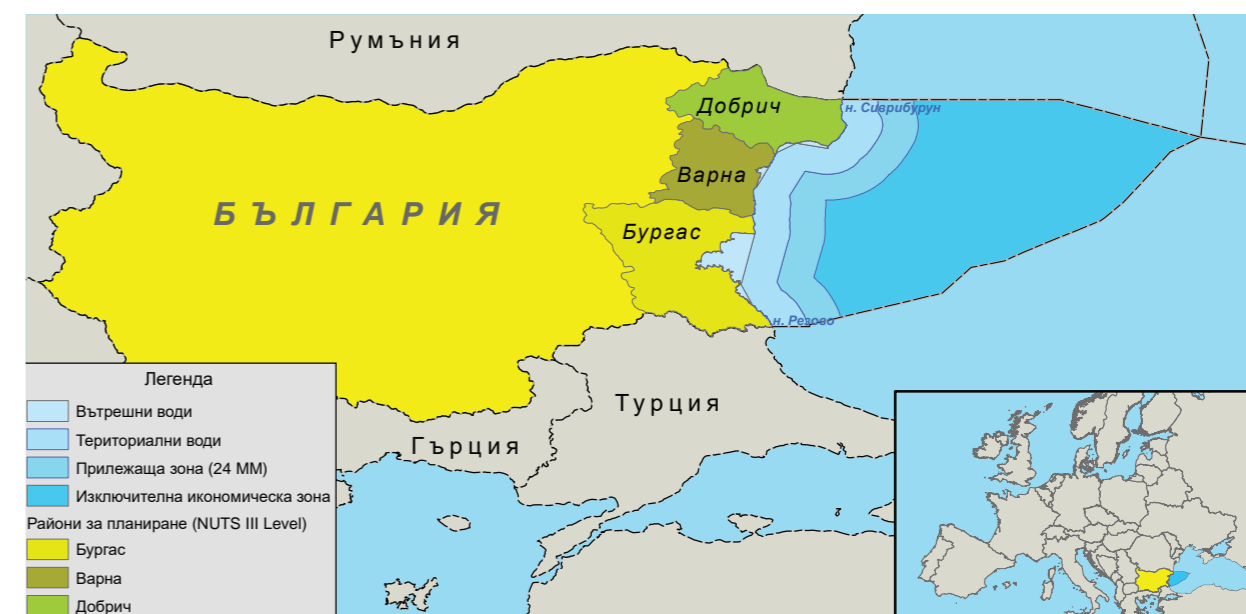 Румъния
Добрич
н. Сиврибурун
Варна
БЪЛГАРИЯ
Бургас
н. Резово
Турция
Гърция
Легенда
Вътрешни води
Териториални води
Прилежаща зона (24 ММ)
Изключителна икономическа зона
Райони за планиране (NUTS III Level)
Бургас
Варна
Добрич